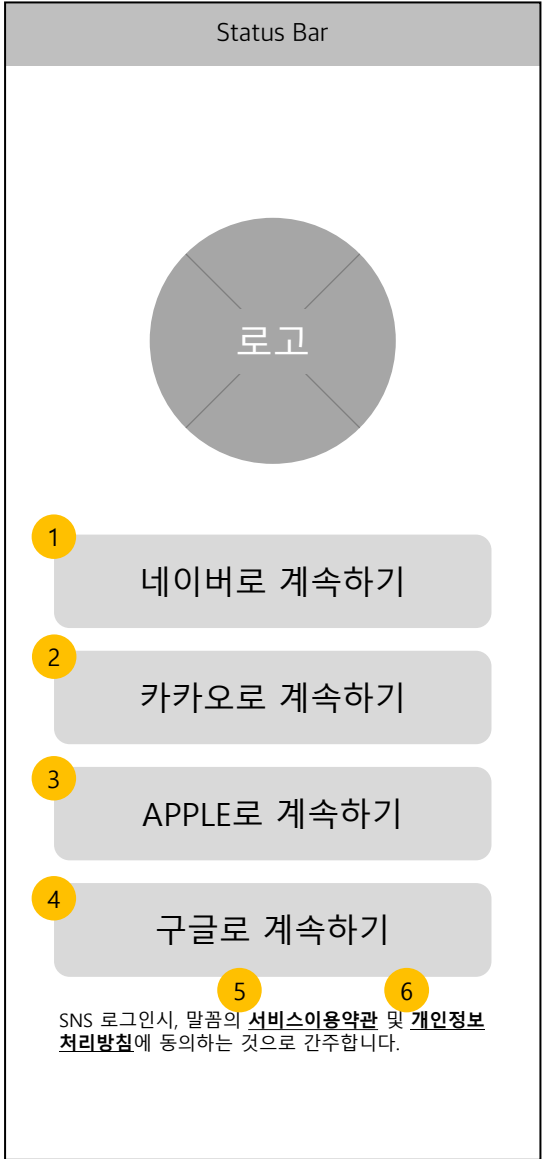 Status Bar
로고
1
네이버로 계속하기
2
카카오로 계속하기
3
APPLE로 계속하기
4
구글로 계속하기
5 6
SNS 로그인시, 말꼼의 서비스이용약관 및 개인정보
처리방침에 동의하는 것으로 간주합니다.